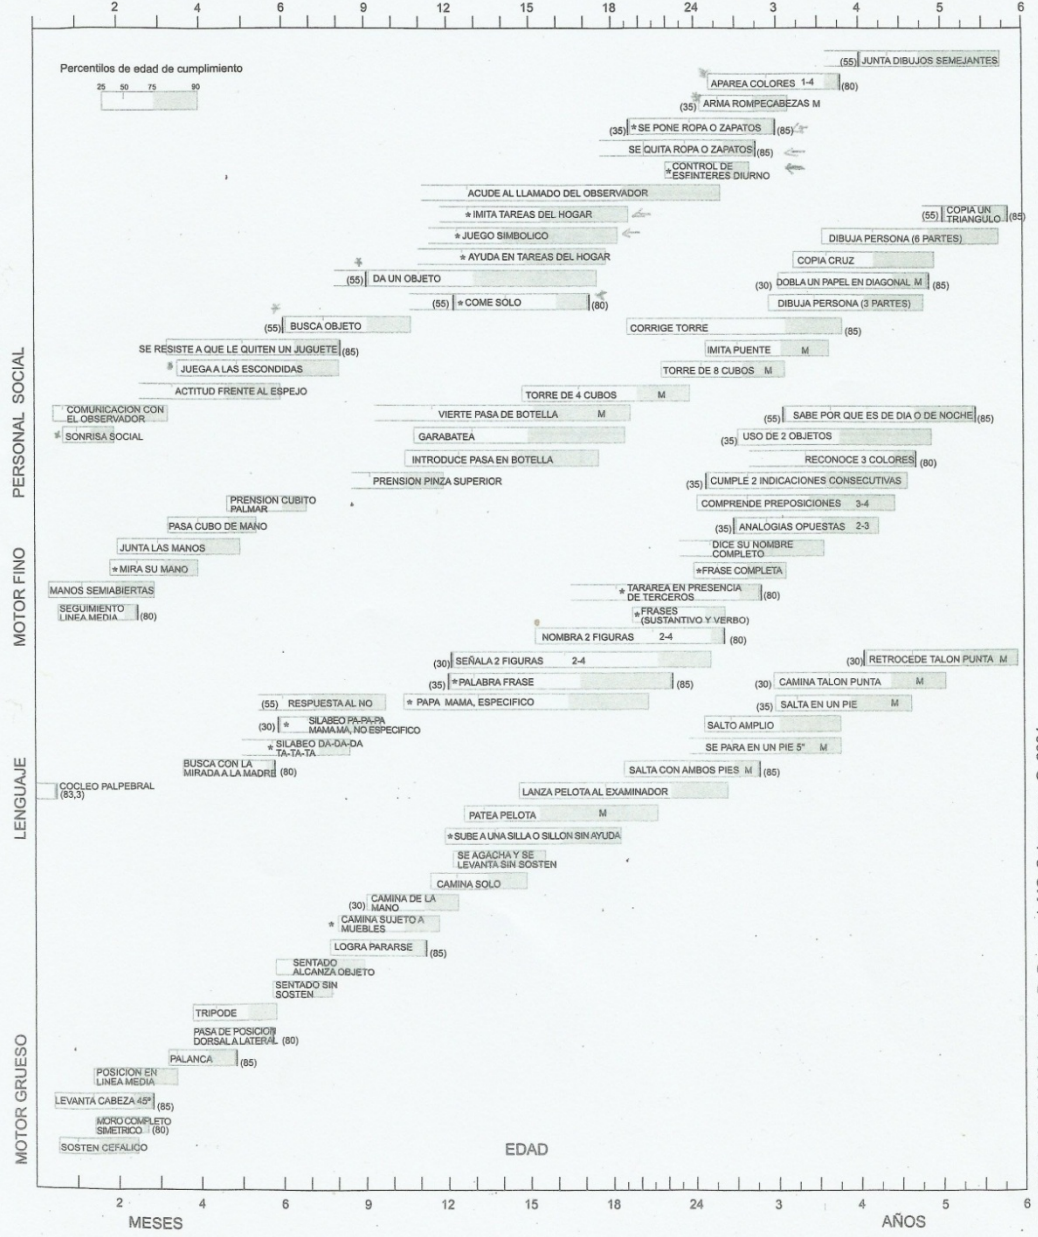 2 4 6 9 12 15 18 24 3 4 5 6
Percentilos de edad de cumplimiento
25 50 75 90
(55) JUNTA DIBUJOS SEMEJANTES
APAREA COLORES 1-4 (80)
(35) ARMA ROMPECABEZAS M
(35) * SE PONE ROPA O ZAPATOS (85)
SE QUITA ROPA O ZAPATOS (85)
* CONTROL DE
ESFINTERES DIURNO
ACUDE AL LLAMADO DEL OBSERVADOR
* IMITA TAREAS DEL HOGAR
(55) COPIA UN
TRIANGULO (85)
* JUEGO SIMBOLICO
DIBUJA PERSONA (6 PARTES)
* AYUDA EN TAREAS DEL HOGAR
COPIA CRUZ
(55) DA UN OBJETO
(30) DOBLA UN PAPEL EN DIAGONAL M (85)
(55) * COME SOLO (80)
DIBUJA PERSONA (3 PARTES)
(55) BUSCA OBJETO
CORRIGE TORRE (85)
SE RESISTE A QUE LE QUITEN UN JUGUETE (85)
IMITA PUENTE M
JUEGA A LAS ESCONDIDAS
TORRE DE 8 CUBOS M
ACTITUD FRENTE AL ESPEJO
TORRE DE 4 CUBOS M
COMUNICACION CON
EL OBSERVADOR
VIERTE PASA DE BOTELLA M
(55) SABE POR QUE ES DE DIA O DE NOCHE (85)
SONRISA SOCIAL
GARABATEA
(35) USO DE 2 OBJETOS
INTRODUCE PASA EN BOTELLA
RECONOCE 3 COLORES (80)
PRENSION PINZA SUPERIOR
(35) CUMPLE 2 INDICACIONES CONSECUTIVAS
PERSONAL SOCIAL
PRENSION CUBITO
PALMAR
COMPRENDE PREPOSICIONES 3-4
PASA CUBO DE MANO
(35) ANALOGIAS OPUESTAS 2-3
JUNTA LAS MANOS
DICE SU NOMBRE
COMPLETO
* MIRA SU MANO
*FRASE COMPLETA
MANOS SEMIABIERTAS
* TARAREA EN PRESENCIA
DE TERCEROS (80)
SEGUIMIENTO
LINEA MEDIA (80)
* FRASES
(SUSTANTIVO Y VERBO)
MOTOR FINO
NOMBRA 2 FIGURAS 2-4 (80)
(30) SEÑALA 2 FIGURAS 2-4
(30) RETROCEDE TALON PUNTA M
(35) *PALABRA FRASE (85)
(30) CAMINA TALON PUNTA M
(55) RESPUESTA AL NO
* PAPA MAMA, ESPECIFICO
(35) SALTA EN UN PIE M
(30) * SILABEO PA-PA-PA
MAMAMA, NO ESPECIFICO
SALTO AMPLIO
* SILABEO DA-DA-DA
TA-TA-TA
SE PARA EN UN PIE 5" M
BUSCA CON LA
MIRADA A LA MADRE (80)
SALTA CON AMBOS PIES M (85)
COCLEO PALPEBRAL
(83,3)
LANZA PELOTA AL EXAMINADOR
LENGUAJE
PATEA PELOTA M
*SUBE A UNA SILLA O SILLON SIN AYUDA
SE AGACHA Y SE
LEVANTA SIN SOSTEN
CAMINA SOLO
(30) CAMINA DE LA
MANO
* CAMINA SUJETO A
MUEBLES
LOGRA PARARSE (85)
SENTADO
ALCANZA OBJETO
SENTADO SIN
SOSTEN
TRIPODE
PASA DE POSICION
DORSAL A LATERAL (80)
PALANCA (85)
POSICION EN
LINEA MEDIA
LEVANTA CABEZA 45º (85)
MORO COMPLETO
SIMETRICO (80)
SOSTEN CEFALICO
MOTOR GRUESO
EDAD
2 4 6 9 12 15 18 24 3 4 5 6
MESES AÑOS